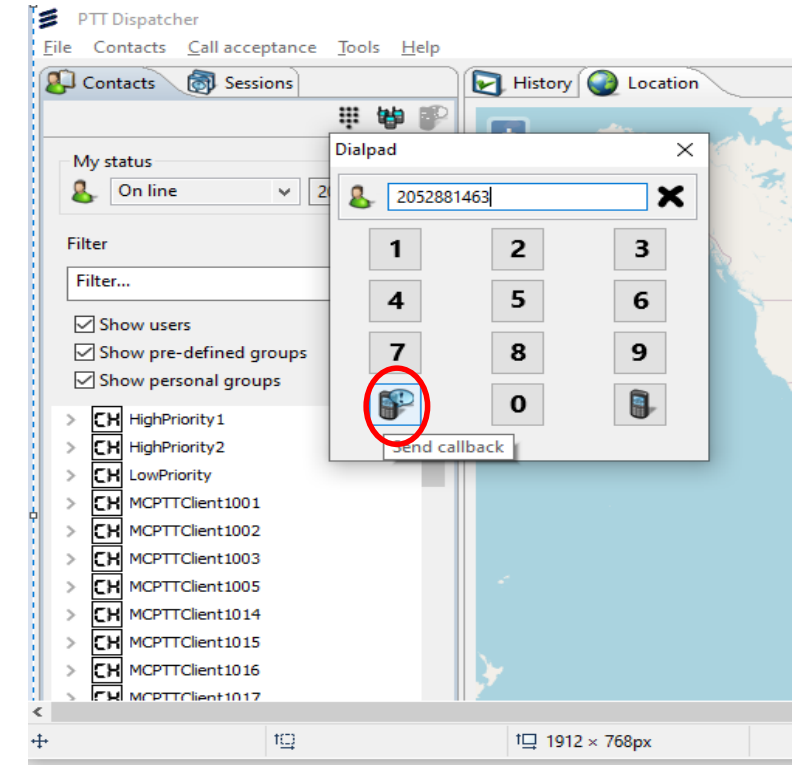 PTT Dispatcher
File Contacts Call acceptance Tools Help
Contacts Sessions History Location
Dialpad
My status
On line 2
2052881463
Filter
Filter...
1 2 3
4 5 6
7 8 9
0
Send callback
Show users
Show pre-defined groups
Show personal groups
HighPriority1
HighPriority2
LowPriority
MCPTTClient1001
MCPTTClient1002
MCPTTClient1003
MCPTTClient1005
MCPTTClient1014
MCPTTClient1015
MCPTTClient1016
MCPTTClient1017
1912 × 768px